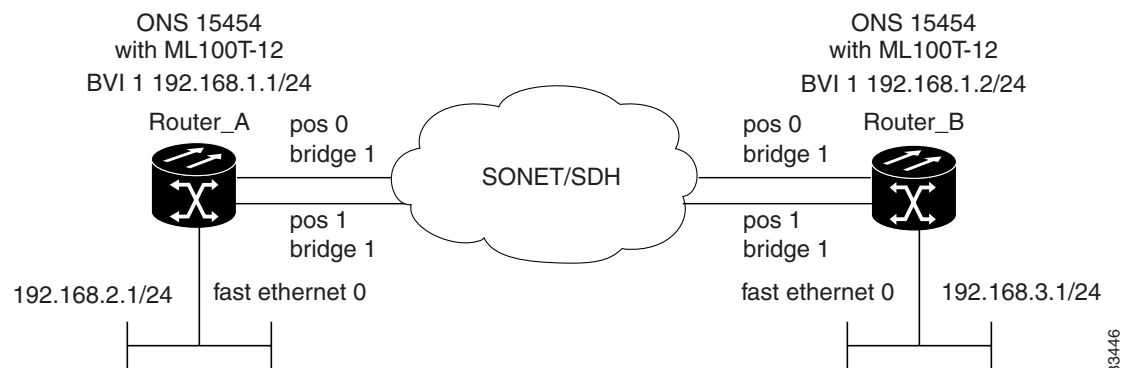 ONS 15454
with ML100T-12
BVI 1 192.168.1.1/24
Router_A
ONS 15454
with ML100T-12
BVI 1 192.168.1.2/24
Router_B
pos 0
bridge 1
SONET/SDH
pos 0
bridge 1
pos 1
bridge 1
pos 1
bridge 1
192.168.2.1/24
fast ethernet 0
fast ethernet 0
192.168.3.1/24